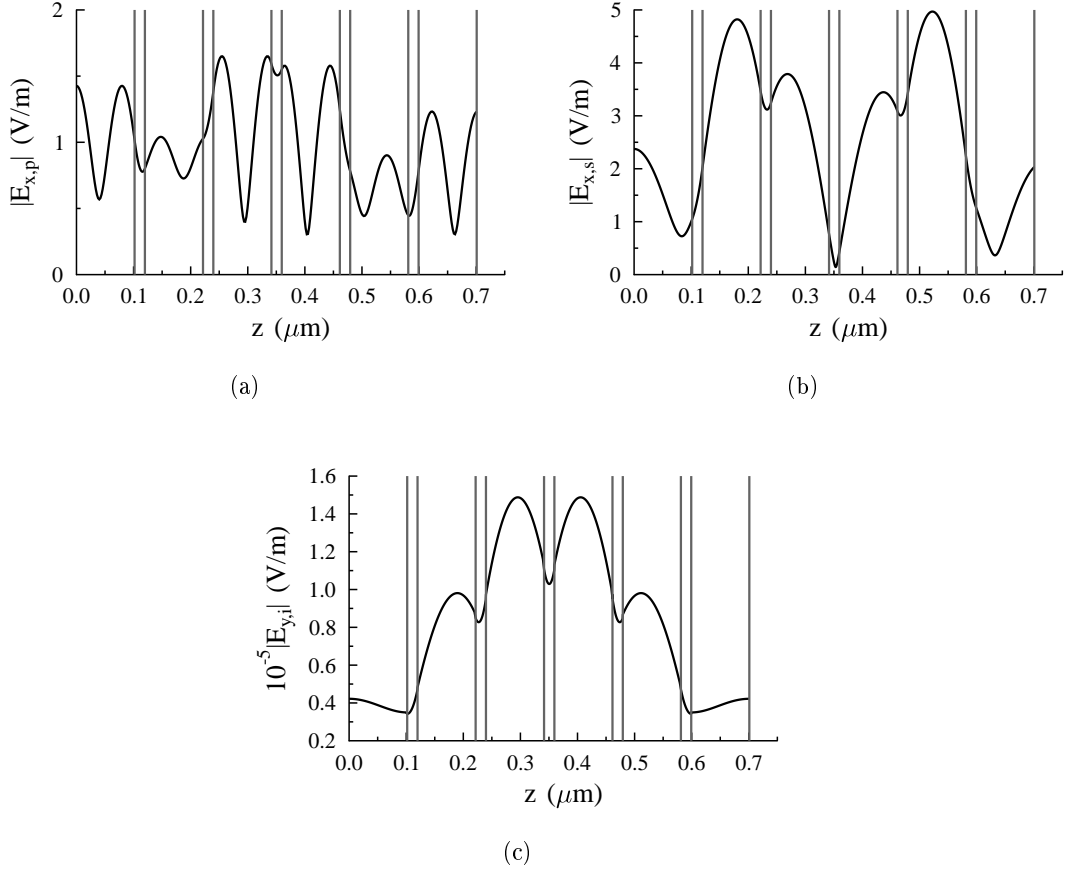 2
1
0
|E_{x,p}| (V/m)
0.0 0.1 0.2 0.3 0.4 0.5 0.6 0.7
z (μm)
(a)
5
4
3
2
1
0
|E_{x,s}| (V/m)
0.0 0.1 0.2 0.3 0.4 0.5 0.6 0.7
z (μm)
(b)
1.6
1.4
1.2
1.0
0.8
0.6
0.4
0.2
10^{-5}|E_{y,i}| (V/m)
0.0 0.1 0.2 0.3 0.4 0.5 0.6 0.7
z (μm)
(c)